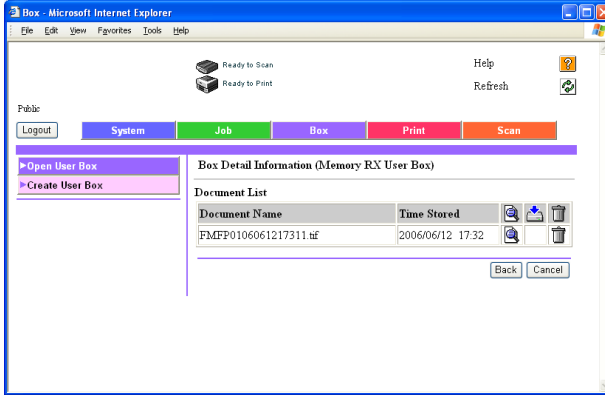 Box - Microsoft Internet Explorer
File Edit View Favorites Tools Help
Ready to Scan
Ready to Print
Help ?
Refresh
Public
Logout System Job Box Print Scan
Open User Box
Create User Box
Box Detail Information (Memory RX User Box)
Document List
Document Name Time Stored
FMFP0106061217311.tif 2006/06/12 17:32
Back Cancel